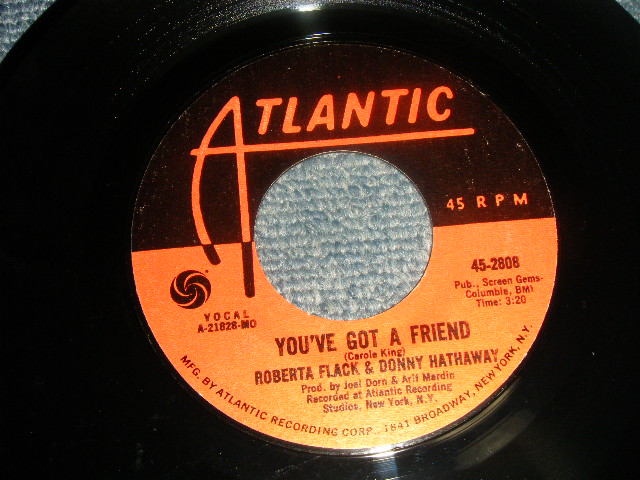 ATLANTIC
45 RPM
45-2808
Pub., Screen Gems-
Columbia, BMI
Time: 3:20
VOCAL
A-21828-MO
YOU'VE GOT A FRIEND
(Carole King)
ROBERTA FLACK & DONNY HATHAWAY
Prod. by Joel Dorn & Arif Mardin
Recorded at Atlantic Recording
Studios, New York, N.Y.
MFG. BY ATLANTIC RECORDING CORP., 1841 BROADWAY, NEW YORK, N.Y.